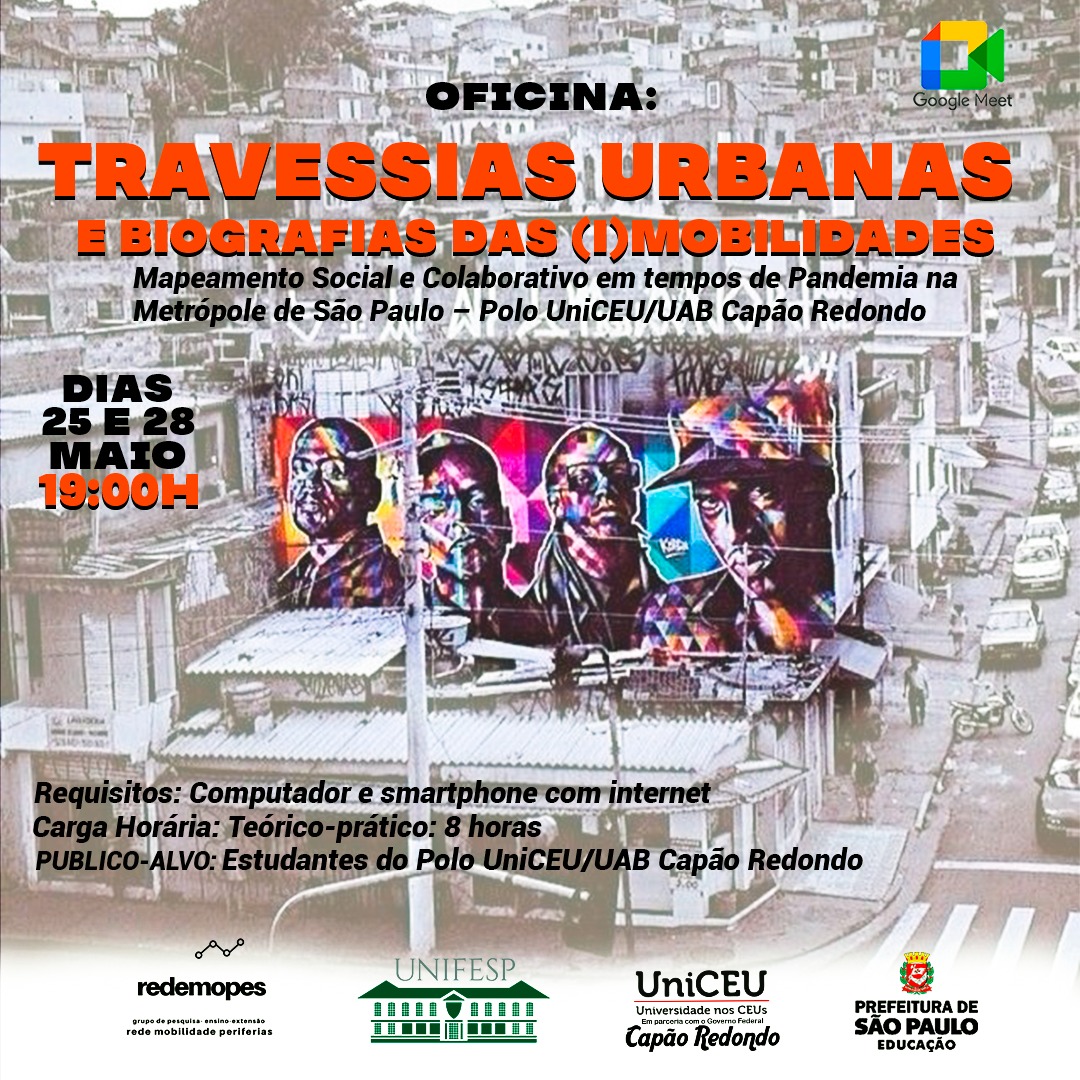 Google Meet
OFICINA:
TRAVESSIAS URBANAS
E BIOGRAFIAS DAS (I)MOBILIDADES
Mapeamento Social e Colaborativo em tempos de Pandemia na
Metrópole de São Paulo – Polo UniCEU/UAB Capão Redondo
DIAS
25 E 28
MAIO
19:00H
Requisitos: Computador e smartphone com internet
Carga Horária: Teórico-prático: 8 horas
PUBLICO-ALVO: Estudantes do Polo UniCEU/UAB Capão Redondo
redemopes
grupo de pesquisa- ensino-extensão
rede mobilidade periferias
UNIFESP
UniCEU
Universidade nos CEUs
Em parceria com o Governo Federal
Capão Redondo
PREFEITURA DE
SÃO PAULO
EDUCAÇÃO